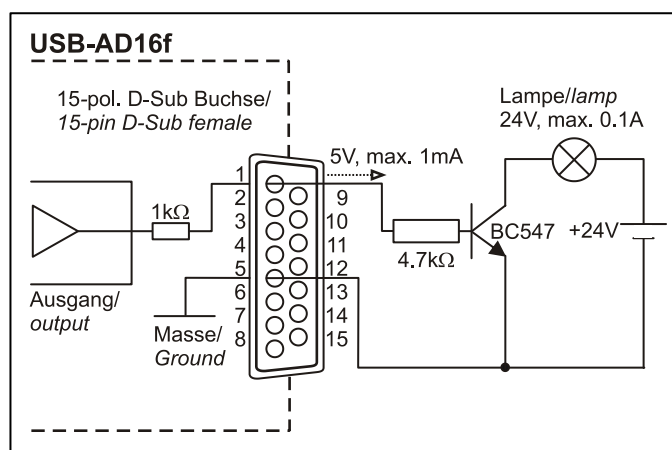 USB-AD16f
15-pol. D-Sub Buchse/
15-pin D-Sub female
Lampe/lamp
24V, max. 0.1A
5V, max. 1mA
1
2
3
4
5
6
7
8
9
10
11
12
13
14
15
1kΩ
4.7kΩ
BC547
+24V
Ausgang/
output
Masse/
Ground